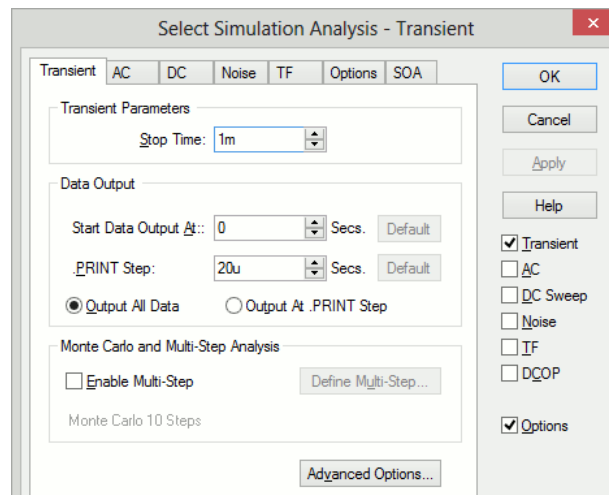 Select Simulation Analysis - Transient
Transient AC DC Noise TF Options SOA
Transient Parameters
Stop Time: 1m
Data Output
Start Data Output At:: 0 Secs. Default
.PRINT Step: 20u Secs. Default
Output All Data Output At .PRINT Step
Monte Carlo and Multi-Step Analysis
Enable Multi-Step Define Multi-Step...
Monte Carlo 10 Steps
Advanced Options...
OK
Cancel
Apply
Help
Transient
AC
DC Sweep
Noise
TF
DCOP
Options